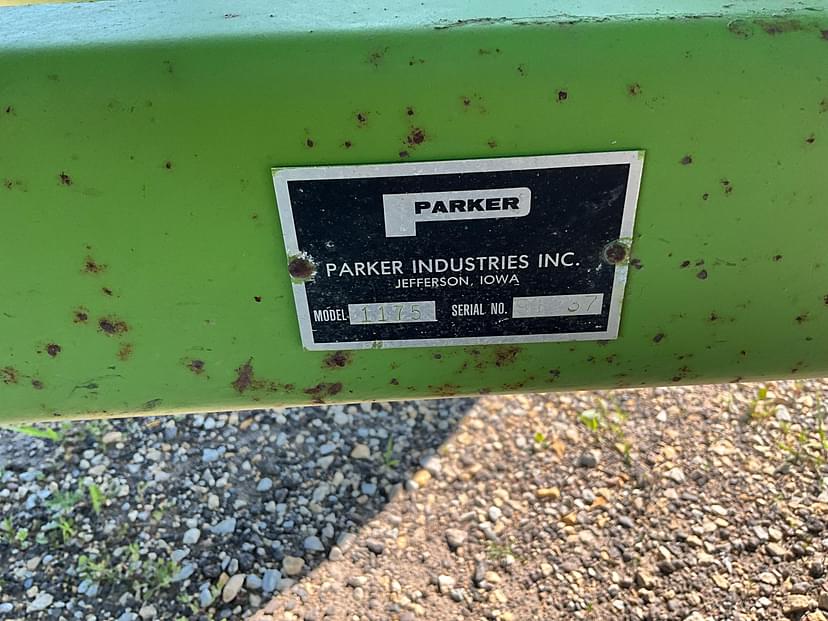 PARKER
PARKER INDUSTRIES INC.
JEFFERSON, IOWA
MODEL 1175 SERIAL NO.